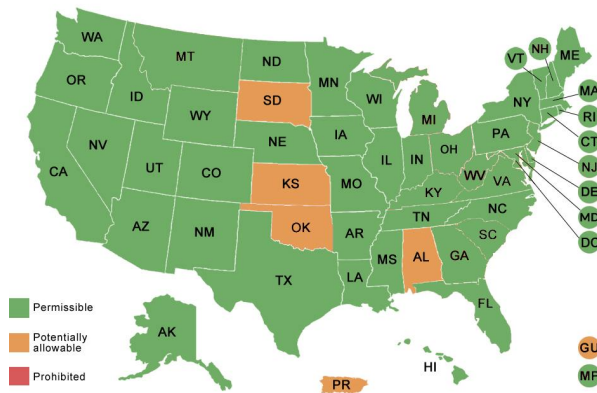 WA
MT
ND
MN
VT
NH
ME
OR
ID
SD
WI
NY
MA
WY
MI
RI
CT
NE
IA
PA
NJ
NV
UT
CO
IL
IN
OH
DE
CA
KS
MO
WV
VA
MD
KY
DC
AZ
NM
OK
AR
TN
NC
SC
MS
AL
GA
TX
LA
FL
Permissible
AK
Potentially
allowable
HI
GU
Prohibited
PR
MP